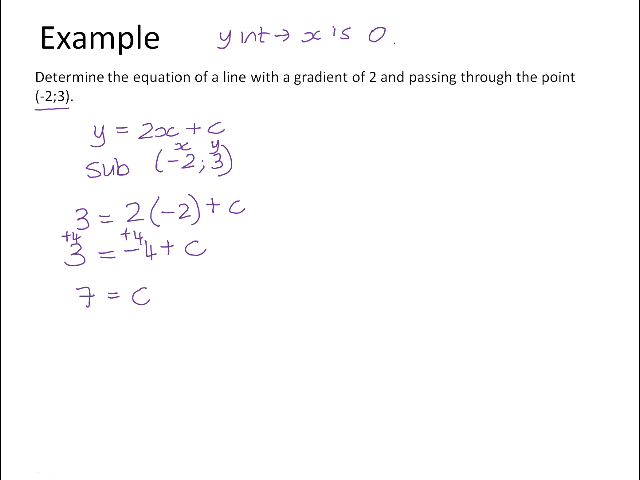 Example y int → x is 0.
Determine the equation of a line with a gradient of 2 and passing through the point
(-2;3).
y = 2x + c
x y
sub (-2;3)
3 = 2(-2) + c
+4 +4
3 = -4 + c
7 = c